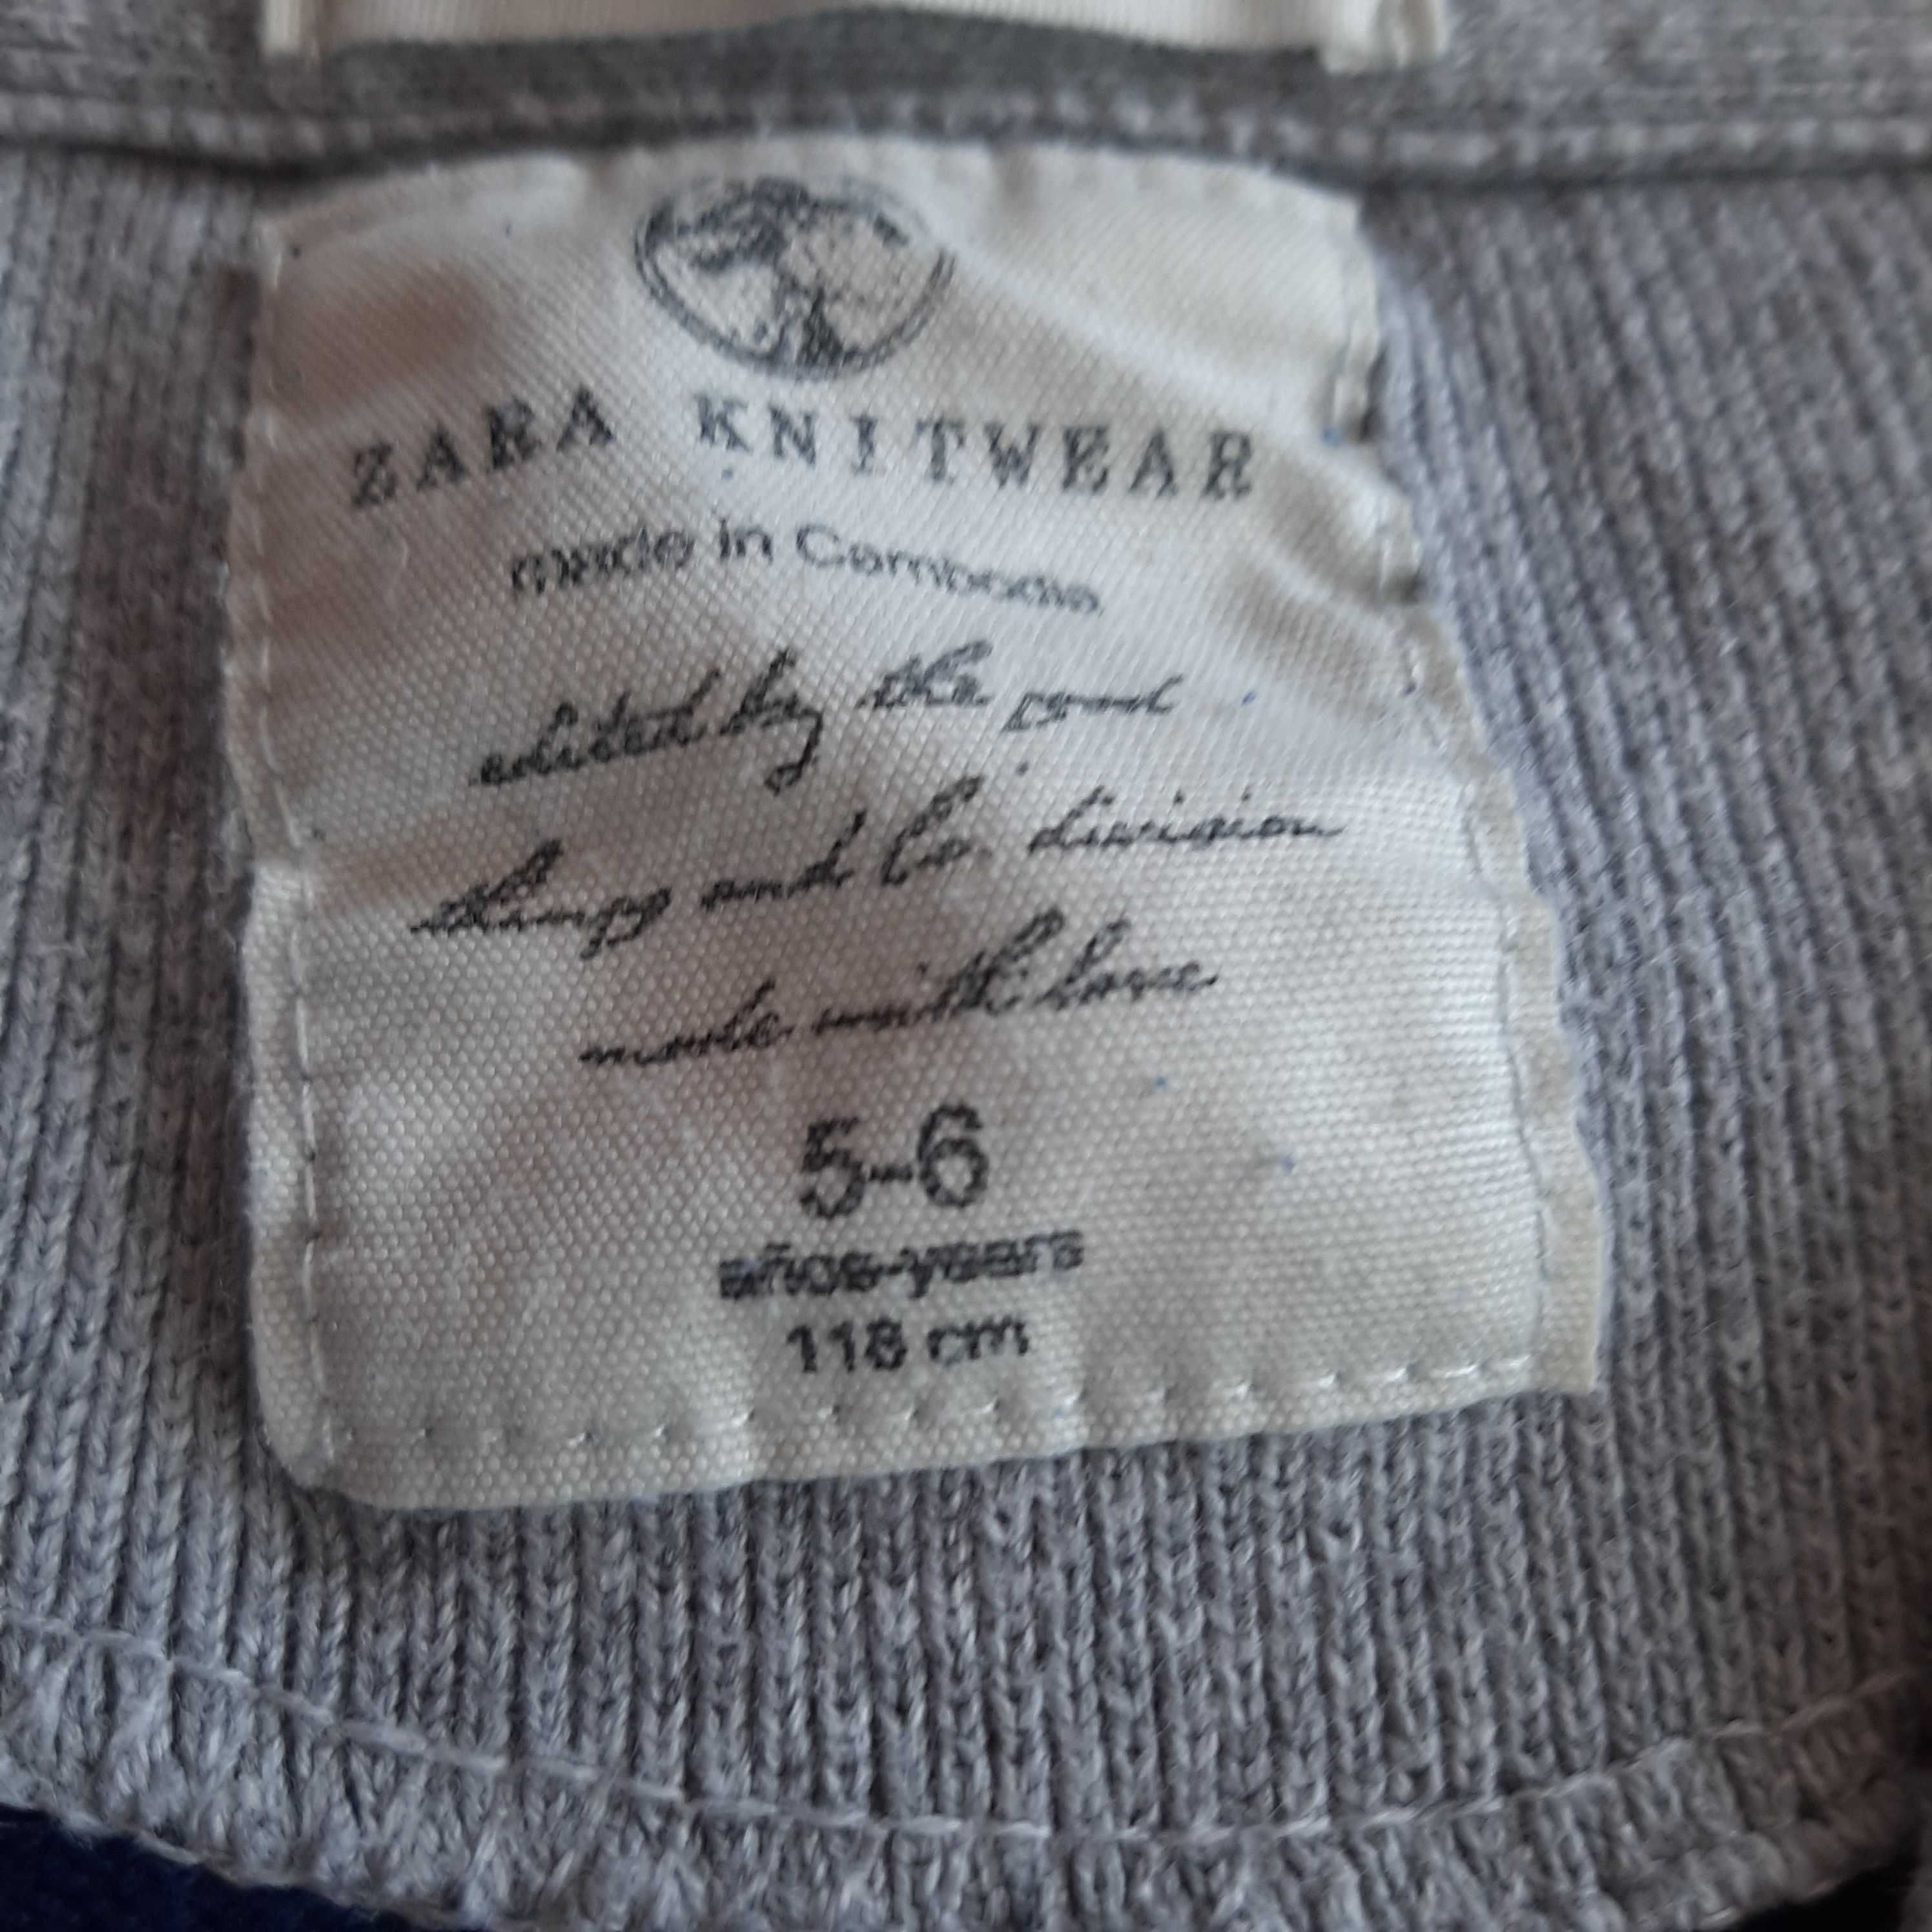 ZARA KNITWEAR
made in Cambodia
edited by the good
things and Co. division
made with love
5-6
años-years
118 cm